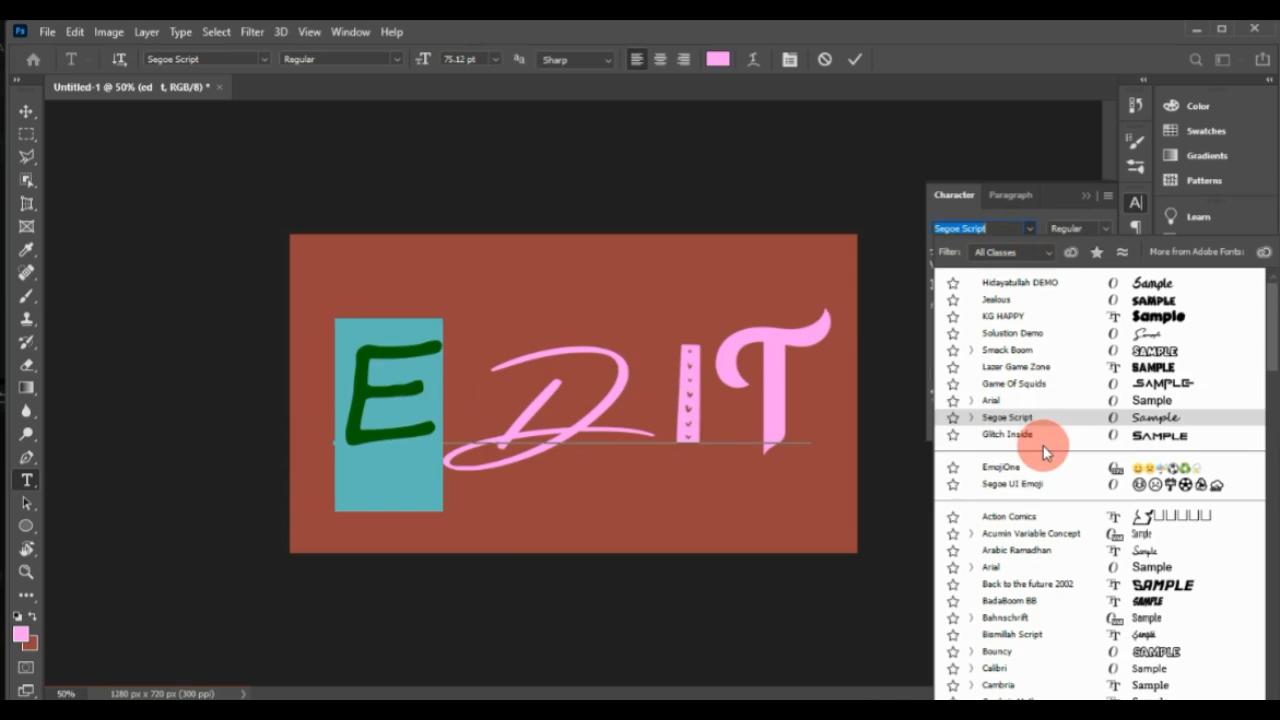 Ps File Edit Image Layer Type Select Filter 3D View Window Help
Segoe Script Regular 75.12 pt Sharp
Untitled-1 @ 50% (ed t, RGB/8) *
Color
Swatches
Gradients
Patterns
Learn
Character Paragraph
Segoe Script Regular
Filter: All Classes More from Adobe Fonts:
Hidayatullah DEMO Sample
Jealous SAMPLE
KG HAPPY Sample
Solustion Demo Sample
Smack Boom SAMPLE
Lazer Game Zone SAMPLE
Game Of Squids SAMPLE
Arial Sample
Segoe Script Sample
Glitch Inside SAMPLE
EmojiOne
Segoe UI Emoji
Action Comics
Acumin Variable Concept Sample
Arabic Ramadhan Sample
Arial Sample
Back to the future 2002 SAMPLE
BadaBoom BB SAMPLE
Bahnschrift Sample
Bismillah Script Sample
Bouncy SAMPLE
Calibri Sample
Cambria Sample
EDIT
50% 1280 px x 720 px (300 ppi)